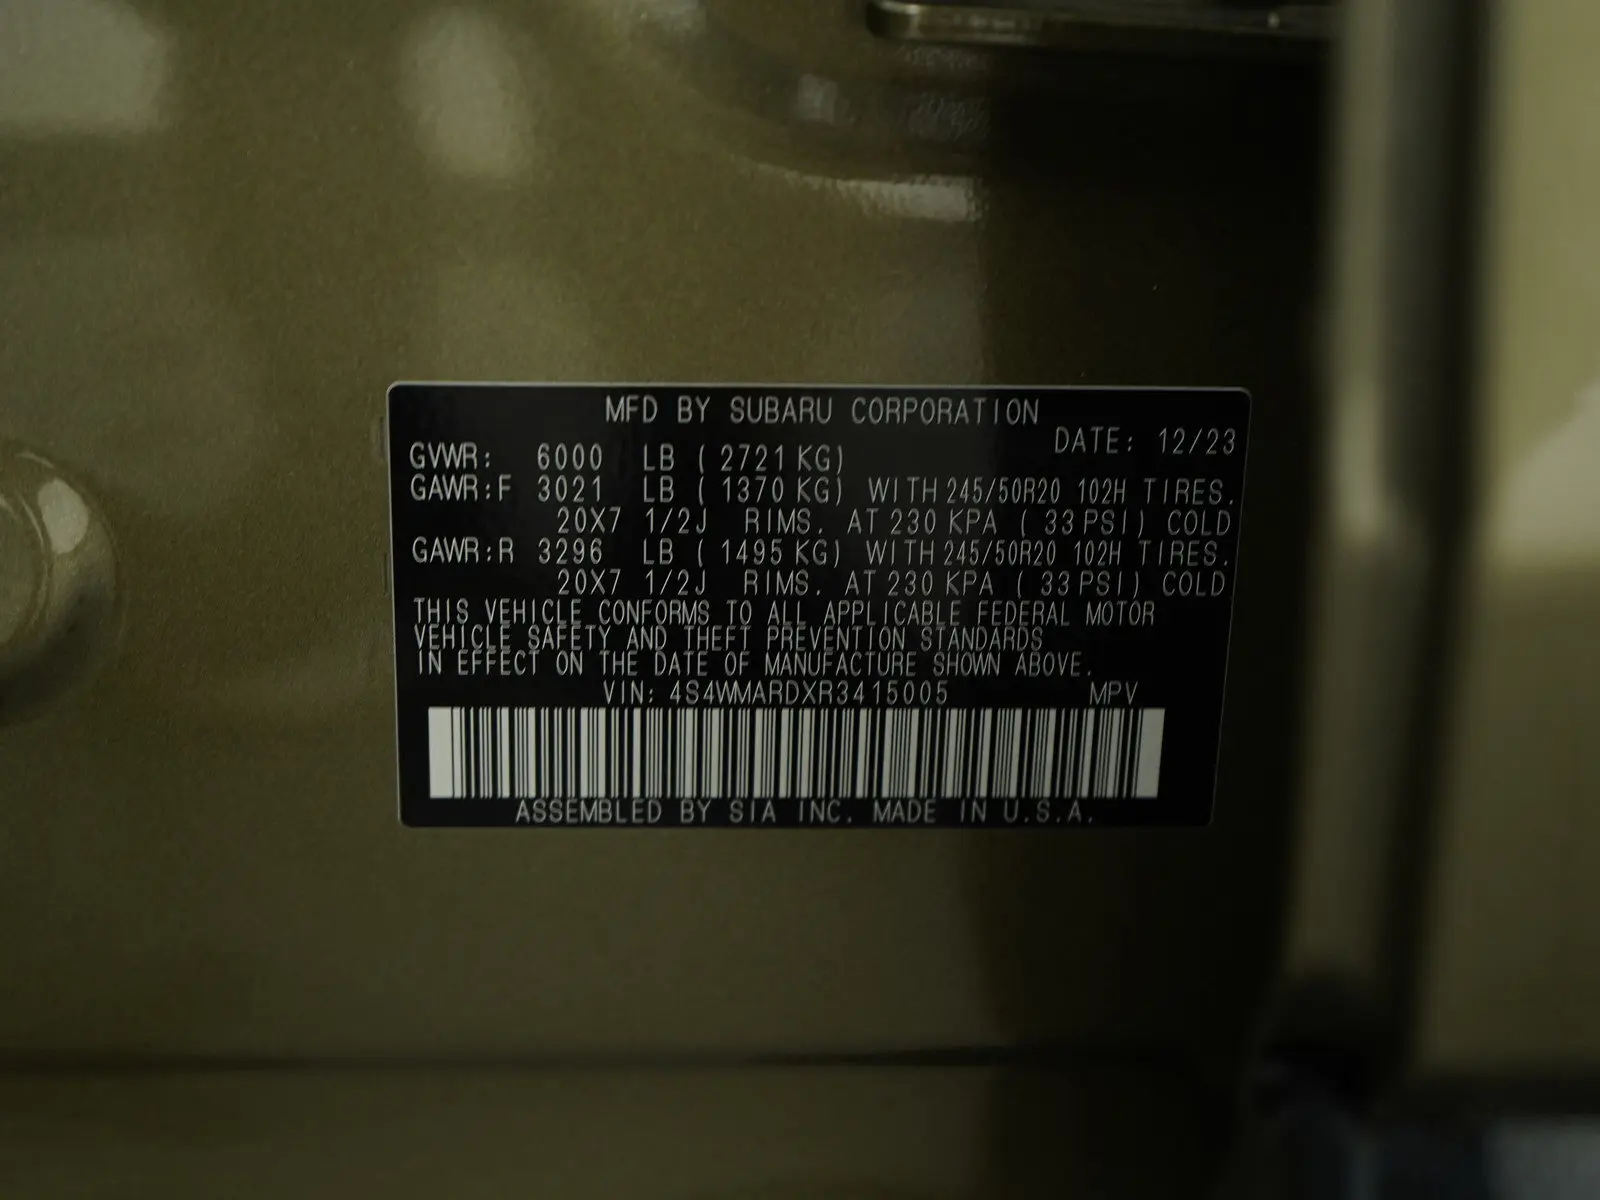 MFD BY SUBARU CORPORATION
DATE: 12/23
GVWR: 6000 LB ( 2721 KG)
GAWR:F 3021 LB ( 1370 KG) WITH 245/50R20 102H TIRES.
20X7 1/2J RIMS. AT 230 KPA ( 33 PSI) COLD
GAWR:R 3296 LB ( 1495 KG) WITH 245/50R20 102H TIRES.
20X7 1/2J RIMS. AT 230 KPA ( 33 PSI) COLD
THIS VEHICLE CONFORMS TO ALL APPLICABLE FEDERAL MOTOR
VEHICLE SAFETY AND THEFT PREVENTION STANDARDS
IN EFFECT ON THE DATE OF MANUFACTURE SHOWN ABOVE.
VIN: 4S4WMARDXR3415005 MPV
ASSEMBLED BY SIA INC. MADE IN U.S.A.